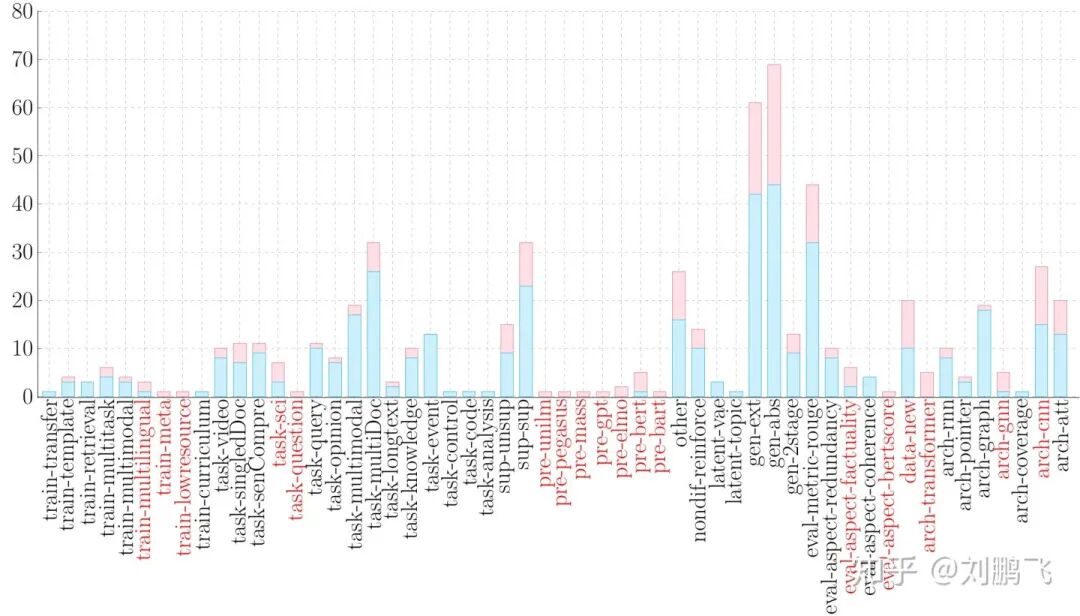 80
70
60
50
40
30
20
10
0
train-transfer
train-template
train-retrieval
train-multitask
train-multimodal
train-multilingual
train-meta
train-lowresource
train-curriculum
task-video
task-singledDoc
task-senCompre
task-sci
task-question
task-query
task-opinion
task-multimodal
task-multiDoc
task-longtext
task-knowledge
task-event
task-control
task-code
task-analysis
sup-unsup
sup-sup
pre-unilm
pre-pegasus
pre-mass
pre-gpt
pre-elmo
pre-bert
pre-bart
other
nondif-reinforce
latent-vae
latent-topic
gen-ext
gen-abs
gen-2stage
eval-metric-rouge
eval-aspect-redundancy
eval-aspect-factuality
eval-aspect-coherence
eval-aspect-bertscore
data-new
arch-transformer
arch-rnn
arch-pointer
arch-graph
arch-gnn
arch-coverage
arch-cnn
arch-att
知乎 @刘鹏飞